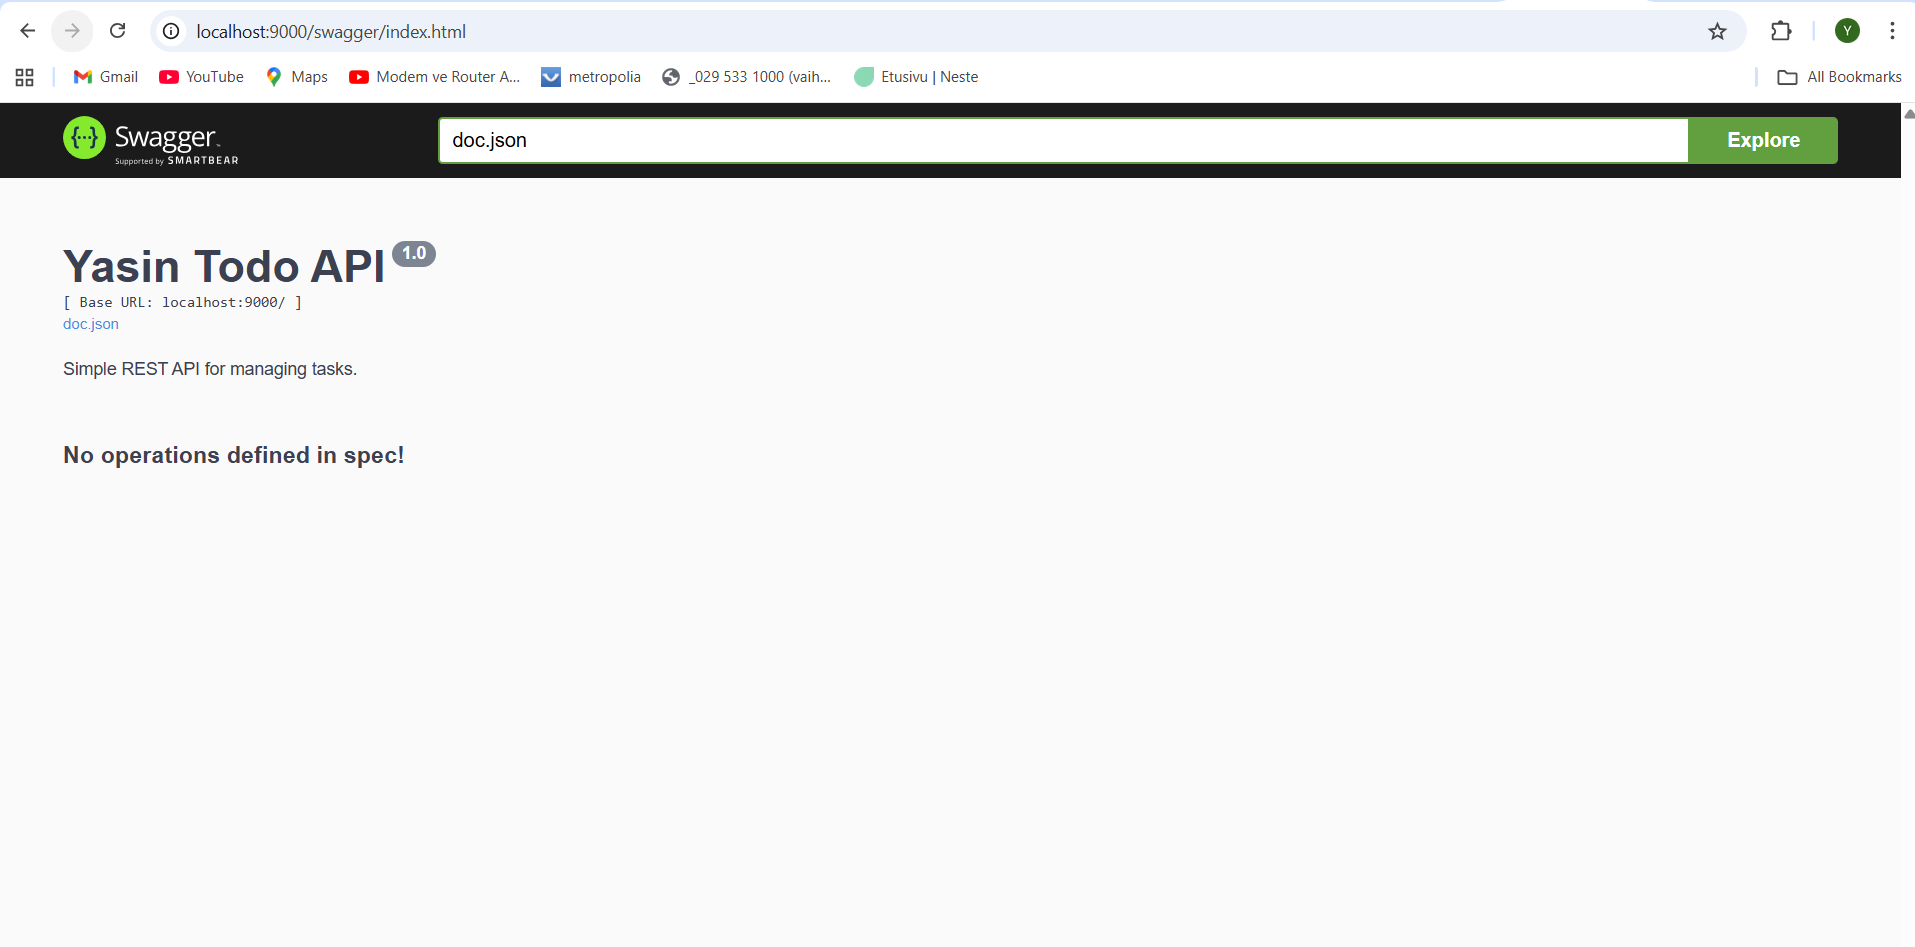 localhost:9000/swagger/index.html
Y
Gmail
YouTube
Maps
Modem ve Router A...
metropolia
_029 533 1000 (vaih...
Etusivu | Neste
All Bookmarks
{···} Swagger™
Supported by SMARTBEAR
doc.json
Explore
Yasin Todo API 1.0
[ Base URL: localhost:9000/ ]
doc.json
Simple REST API for managing tasks.
No operations defined in spec!